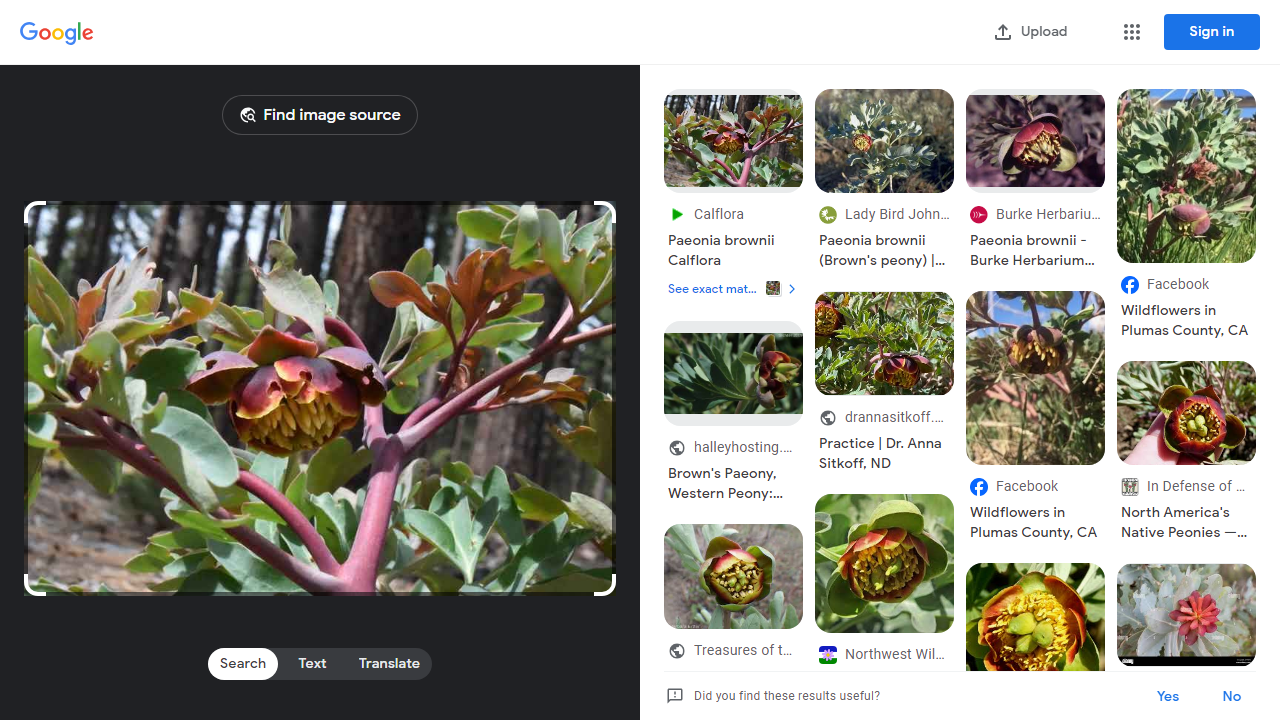 Google
Upload
Sign in
Find image source
Search
Text
Translate
Calflora
Paeonia brownii
Calflora
See exact mat...
halleyhosting....
Brown's Paeony,
Western Peony:...
Treasures of t...
Lady Bird John...
Paeonia brownii
(Brown's peony) |...
drannasitkoff....
Practice | Dr. Anna
Sitkoff, ND
Northwest Wil...
Burke Herbariu...
Paeonia brownii -
Burke Herbarium...
Facebook
Wildflowers in
Plumas County, CA
Facebook
Wildflowers in
Plumas County, CA
In Defense of ...
North America's
Native Peonies —...
Did you find these results useful?
Yes
No